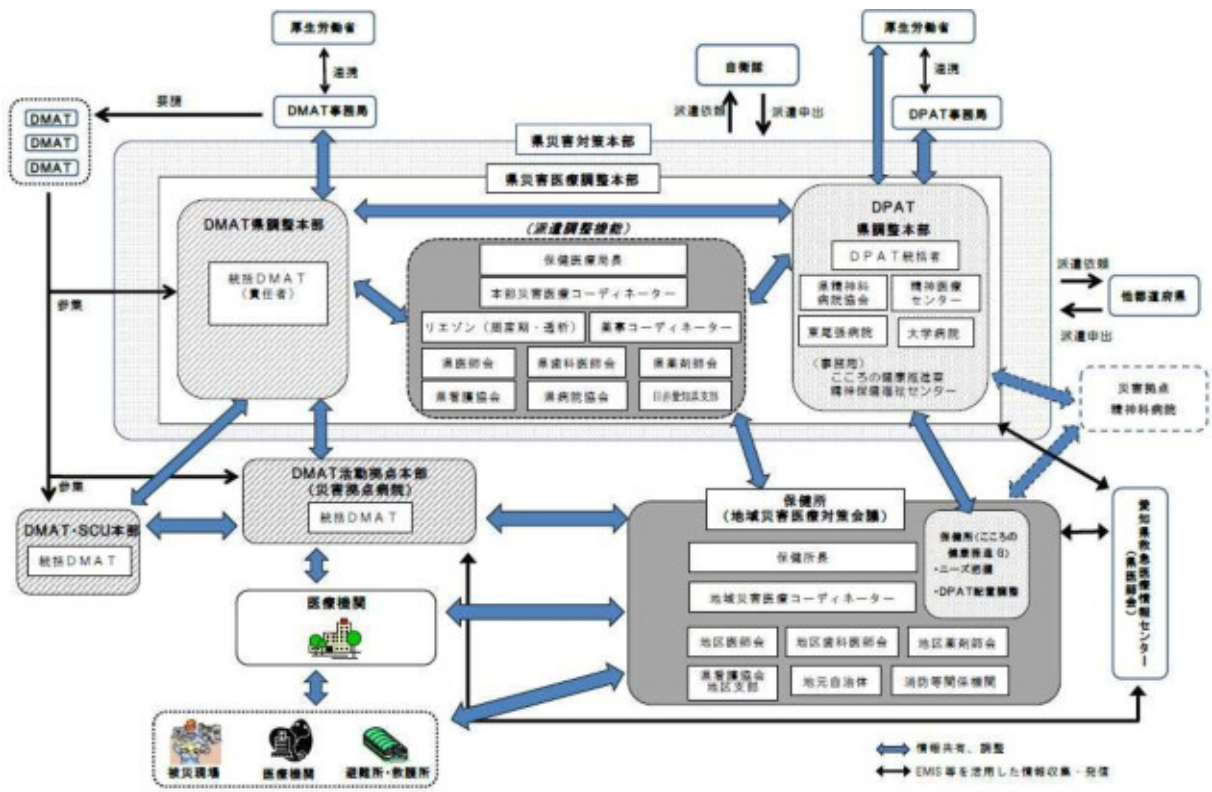 厚生労働省
厚生労働省
自衛隊
連携
連携
要請
DMAT事務局
派遣依頼
派遣申出
DPAT事務局
DMAT
DMAT
DMAT
県災害対策本部
県災害医療調整本部
DMAT県調整本部
統括DMAT
(責任者)
(派遣調整機能)
保健医療局長
本部災害医療コーディネーター
リエゾン(周産期・透析)
薬事コーディネーター
県医師会
県歯科医師会
県薬剤師会
県看護協会
県病院協会
日赤愛知県支部
DPAT
県調整本部
DPAT統括者
県精神科
病院協会
精神医療
センター
東尾張病院
大学病院
(事務局)
こころの健康推進室
精神保健福祉センター
派遣依頼
他都道府県
派遣申出
災害拠点
精神科病院
参集
参集
DMAT活動拠点本部
(災害拠点病院)
統括DMAT
DMAT・SCU本部
統括DMAT
保健所
(地域災害医療対策会議)
保健所長
地域災害医療コーディネーター
地区医師会
地区歯科医師会
地区薬剤師会
県看護協会
地区支部
地元自治体
消防等関係機関
保健所(こころの
健康推進G)
・ニーズ把握
・DPAT配置調整
愛知県救急医療情報センター
(県医師会)
医療機関
被災現場
医療機関
避難所・救護所
情報共有、調整
EMIS等を活用した情報収集・発信